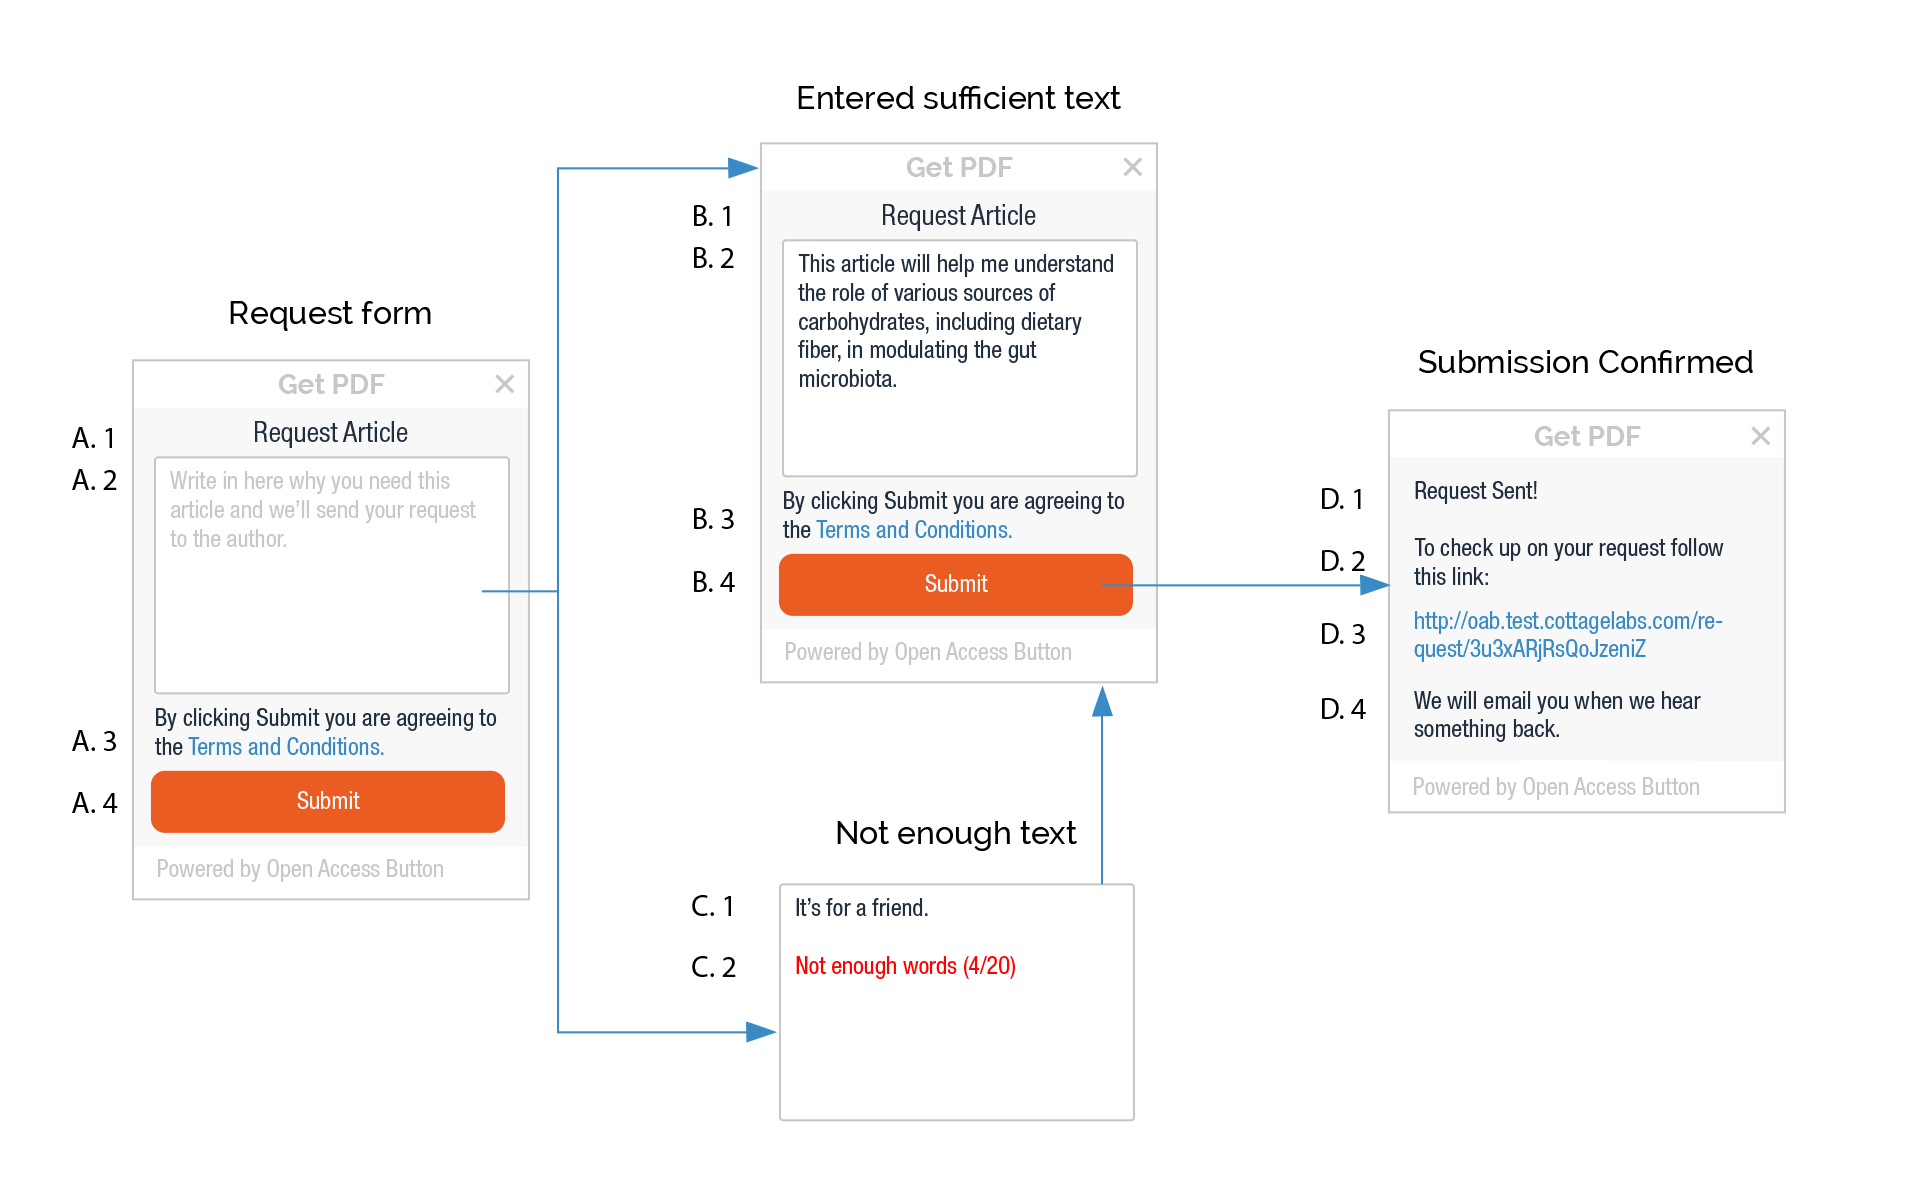 Request form
Get PDF
A. 1
Request Article
A. 2
Write in here why you need this
article and we'll send your request
to the author.
By clicking Submit you are agreeing to
A. 3
the Terms and Conditions.
A. 4
Submit
Powered by Open Access Button
Entered sufficient text
Get PDF
B. 1
Request Article
B. 2
This article will help me understand
the role of various sources of
carbohydrates, including dietary
fiber, in modulating the gut
microbiota.
By clicking Submit you are agreeing to
B. 3
the Terms and Conditions.
B. 4
Submit
Powered by Open Access Button
Not enough text
C. 1
It's for a friend.
C. 2
Not enough words (4/20)
Submission Confirmed
Get PDF
D. 1
Request Sent!
D. 2
To check up on your request follow
this link:
D. 3
http://oab.test.cottagelabs.com/re-
quest/3u3xARjRsQoJzeniZ
D. 4
We will email you when we hear
something back.
Powered by Open Access Button